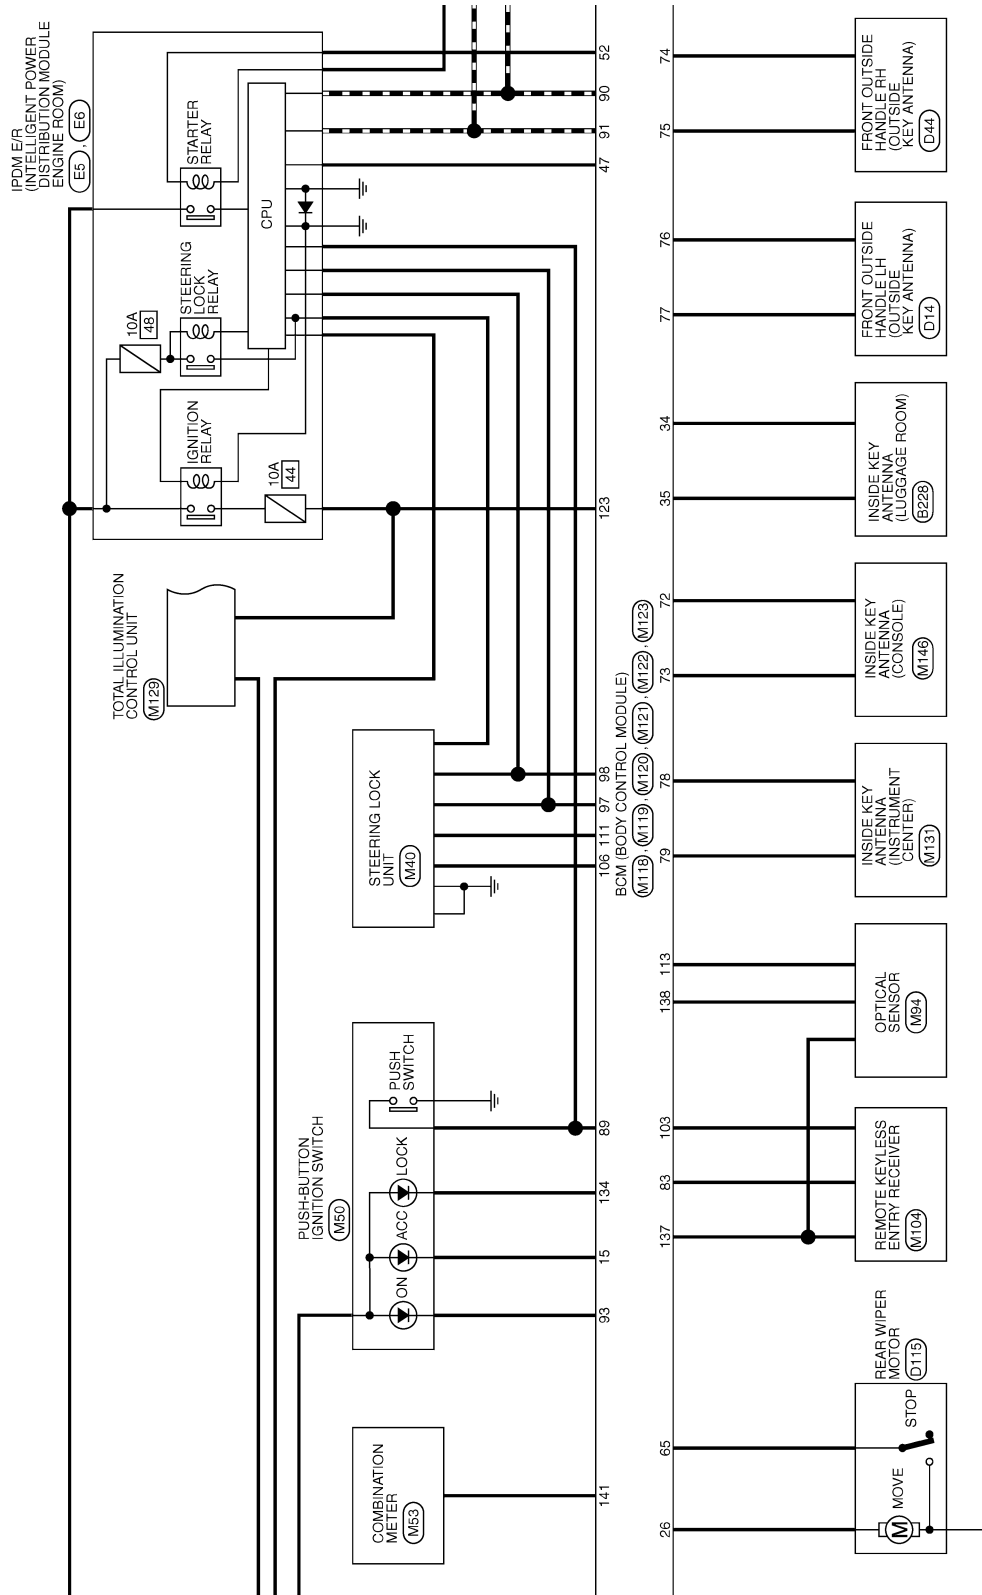 IPDM E/R
(INTELLIGENT POWER
DISTRIBUTION MODULE
ENGINE ROOM)
E5 , E6
STARTER
RELAY
CPU
STEERING
LOCK
RELAY
10A
48
IGNITION
RELAY
10A
44
TOTAL ILLUMINATION
CONTROL UNIT
M129
STEERING LOCK
UNIT
M40
PUSH-BUTTON
IGNITION SWITCH
M50
PUSH
SWITCH
LOCK
ACC
ON
COMBINATION
METER
M53
52
90
91
47
123
98
97
111
106
89
134
15
93
141
BCM (BODY CONTROL MODULE)
M118 , M119 , M120 , M121 , M122 , M123
74
75
76
77
34
35
72
73
78
79
113
138
103
83
137
65
26
FRONT OUTSIDE
HANDLE RH
(OUTSIDE
KEY ANTENNA)
D44
FRONT OUTSIDE
HANDLE LH
(OUTSIDE
KEY ANTENNA)
D14
INSIDE KEY
ANTENNA
(LUGGAGE ROOM)
B228
INSIDE KEY
ANTENNA
(CONSOLE)
M146
INSIDE KEY
ANTENNA
(INSTRUMENT
CENTER)
M131
OPTICAL
SENSOR
M94
REMOTE KEYLESS
ENTRY RECEIVER
M104
REAR WIPER
MOTOR
D115
STOP
MOVE
M